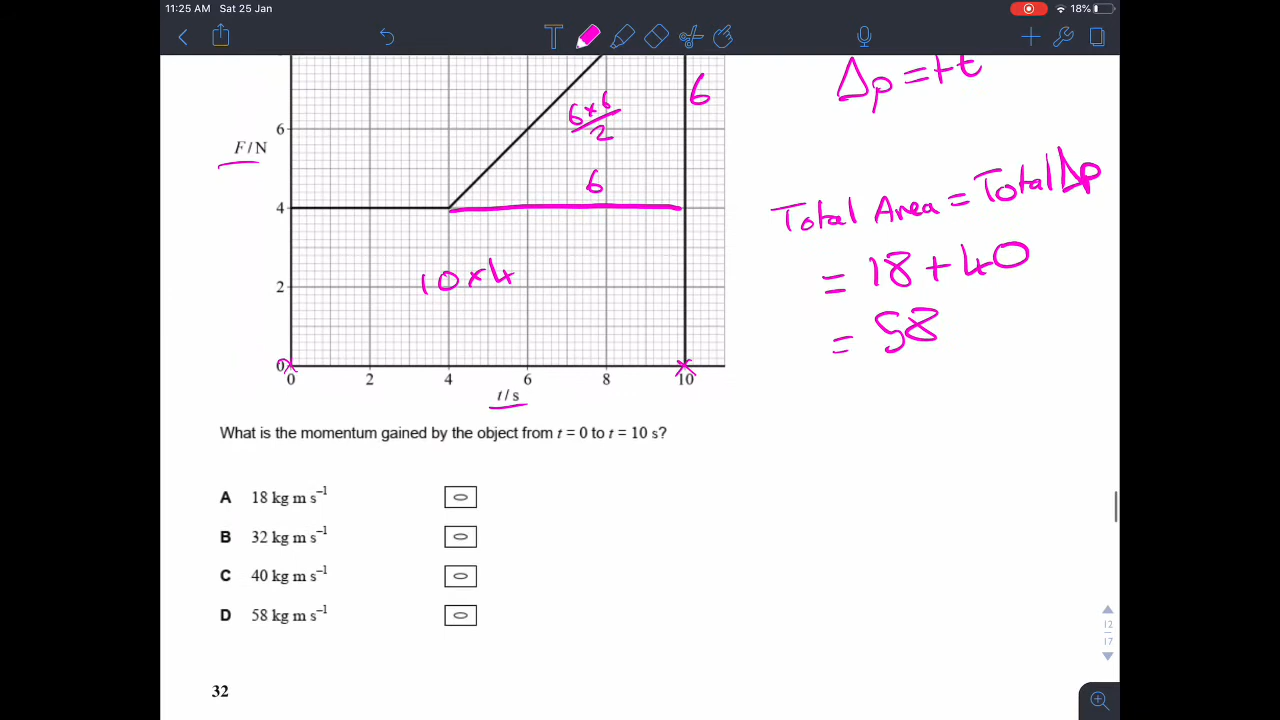 11:25 AM Sat 25 Jan
18%
Δp = Ft
6
6×6
2
6
F / N
6
4
Total Area = Total Δp
= 18 + 40
10×4
2
= 58
0
0 2 4 6 8 10
t / s
What is the momentum gained by the object from t = 0 to t = 10 s?
A 18 kg m s⁻¹
B 32 kg m s⁻¹
C 40 kg m s⁻¹
D 58 kg m s⁻¹
12
17
32